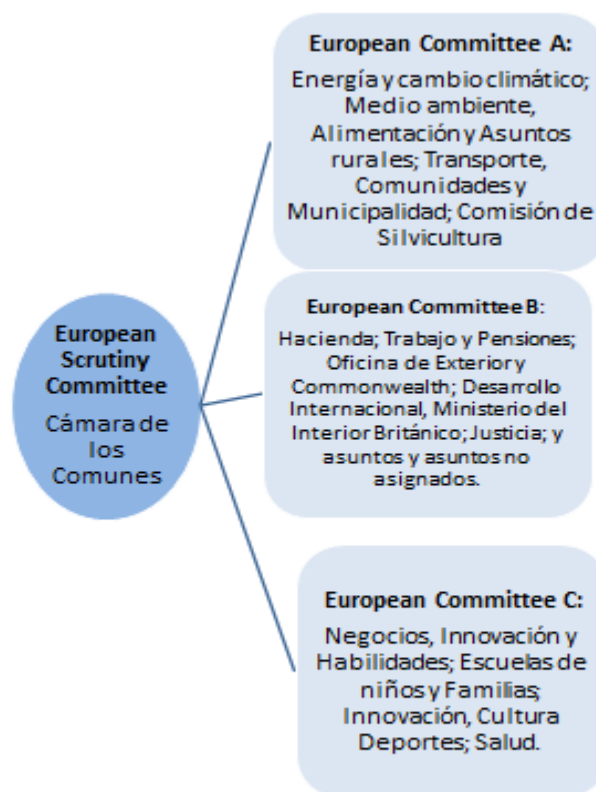 European Committee A:
Energía y cambio climático;
Medio ambiente,
Alimentación y Asuntos
rurales; Transporte,
Comunidades y
Municipalidad; Comisión de
Silvicultura
European
Scrutiny
Committee
Cámara de
los
Comunes
European Committee B:
Hacienda; Trabajo y Pensiones;
Oficina de Exterior y
Commonwealth; Desarrollo
Internacional, Ministerio del
Interior Británico; Justicia; y
asuntos y asuntos no
asignados.
European Committee C:
Negocios, Innovación y
Habilidades; Escuelas de
niños y Familias;
Innovación, Cultura
Deportes; Salud.